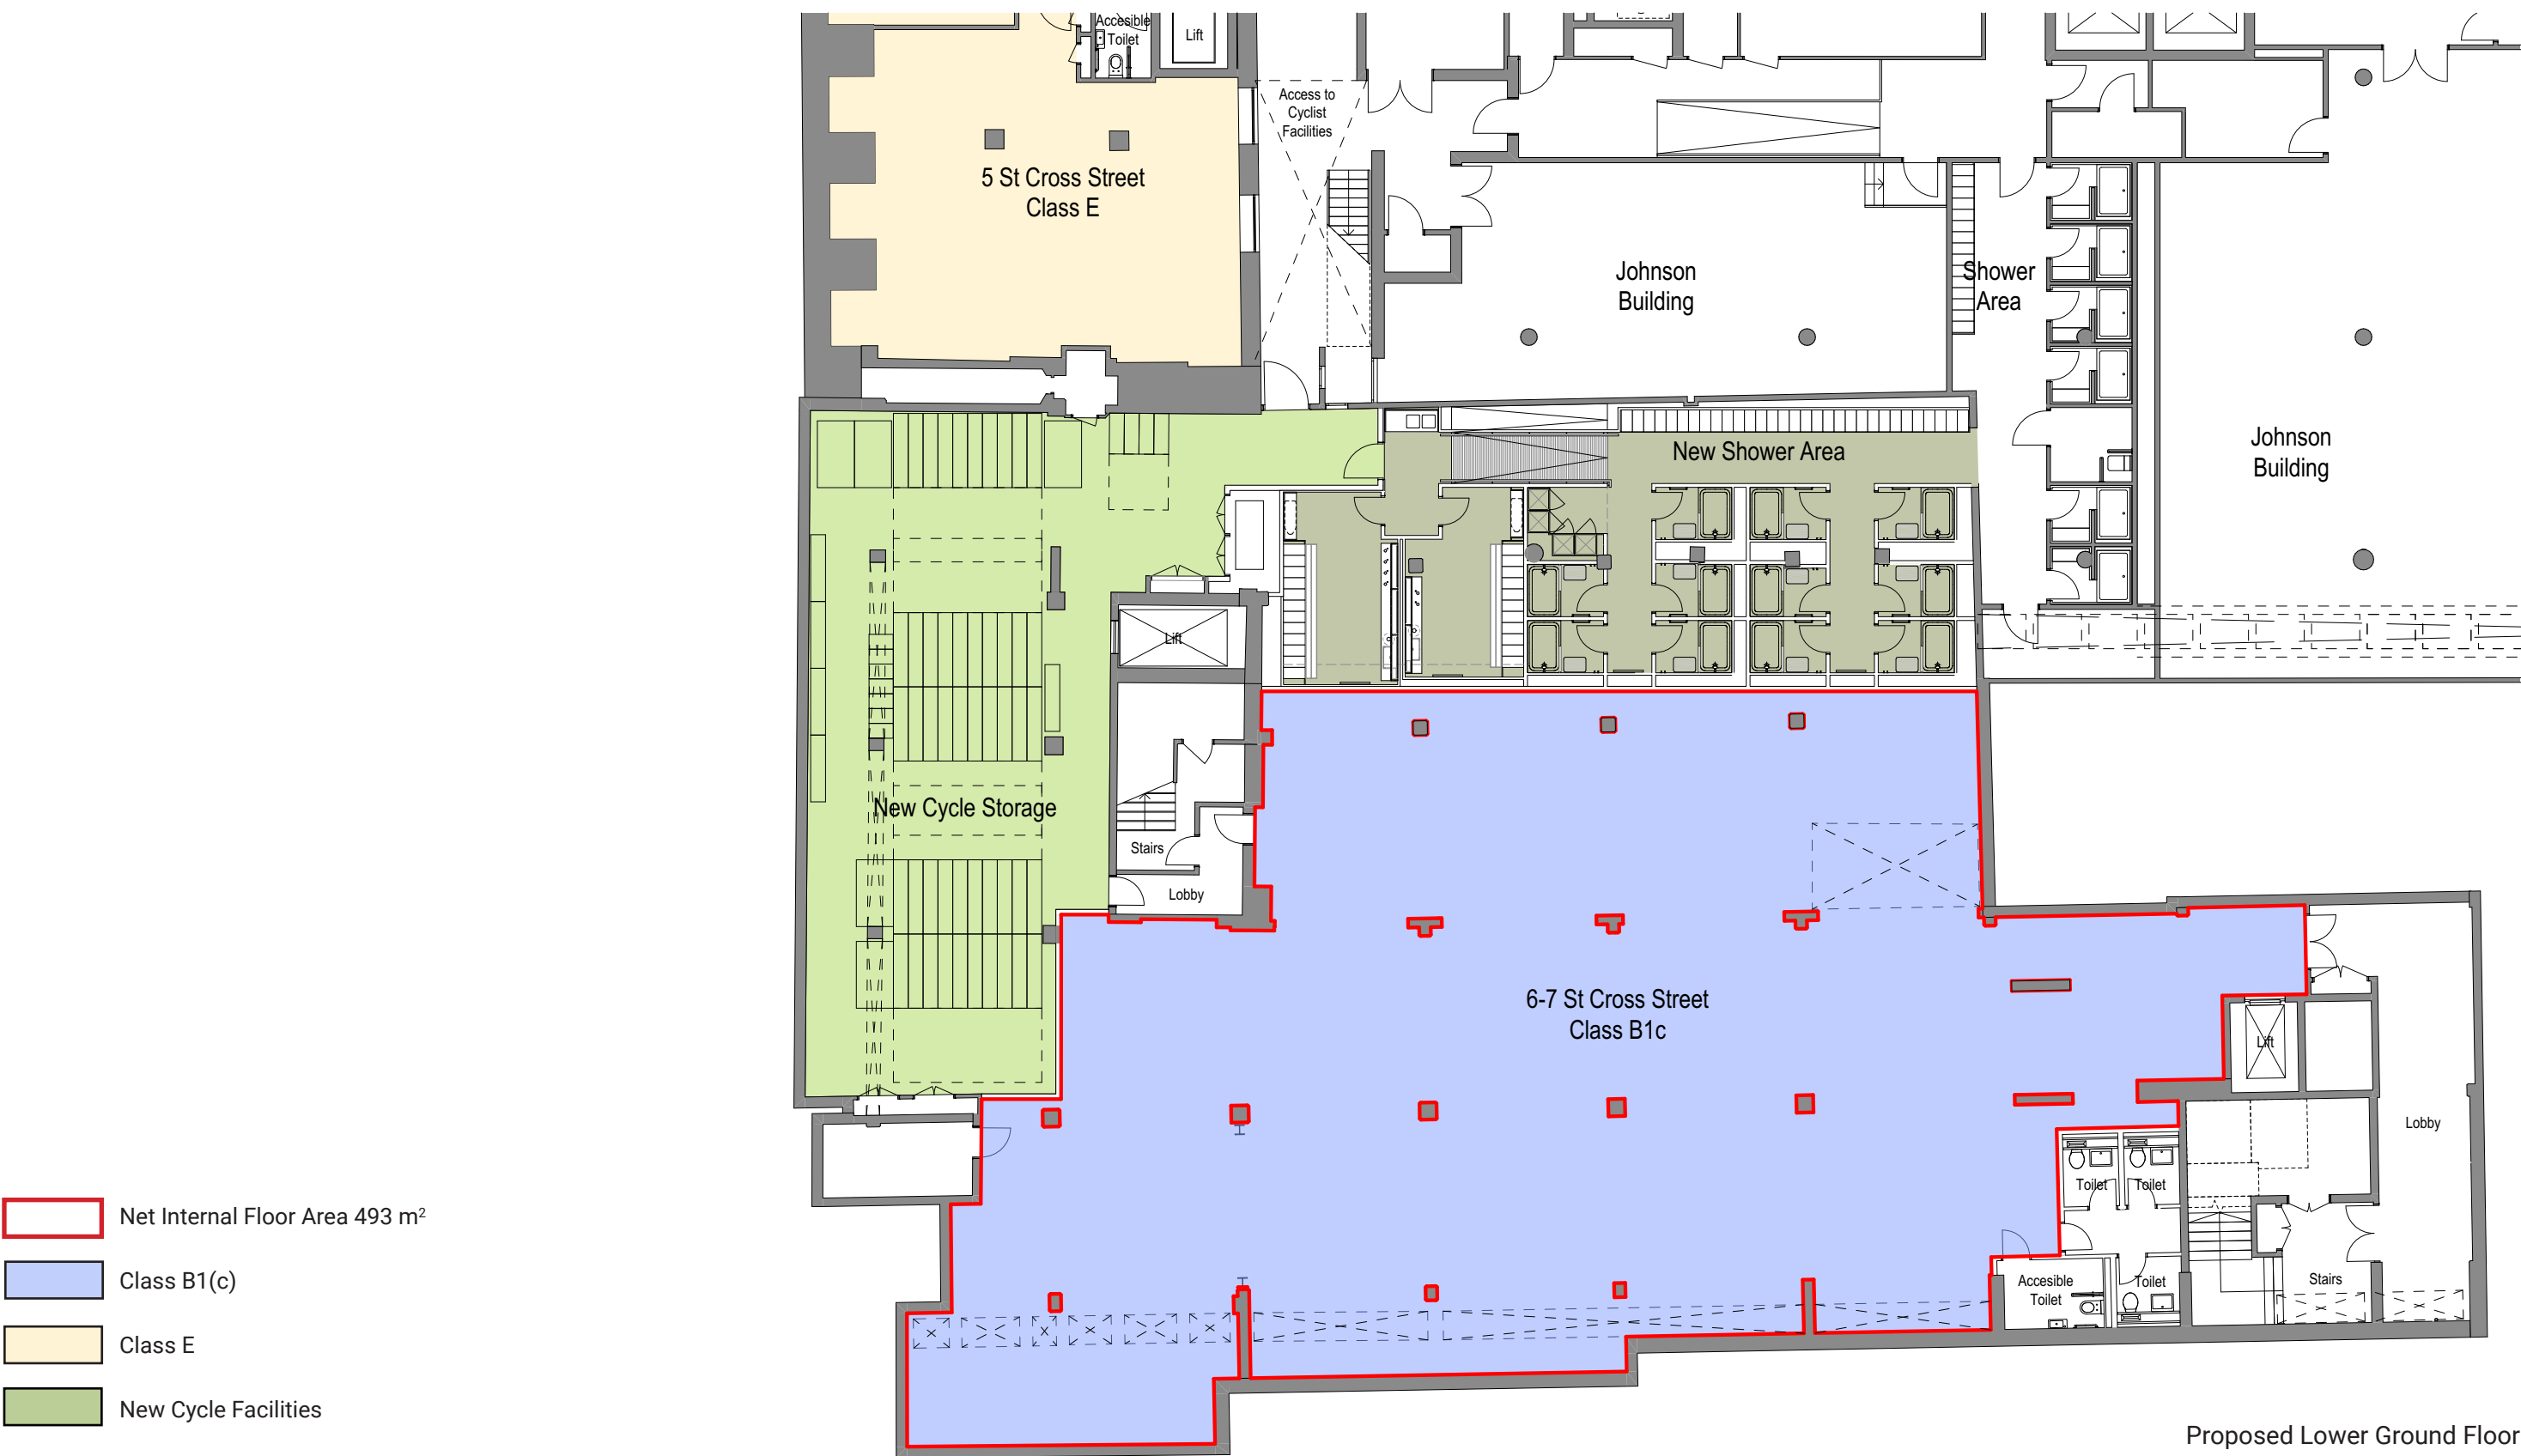 Accesible
Toilet
Lift
Access to
Cyclist
Facilities
5 St Cross Street
Class E
Johnson
Building
Shower
Area
Johnson
Building
New Shower Area
Lift
New Cycle Storage
Stairs
Lobby
6-7 St Cross Street
Class B1c
Lift
Lobby
Toilet
Toilet
Accesible
Toilet
Toilet
Stairs
Net Internal Floor Area 493 m²
Class B1(c)
Class E
New Cycle Facilities
Proposed Lower Ground Floor